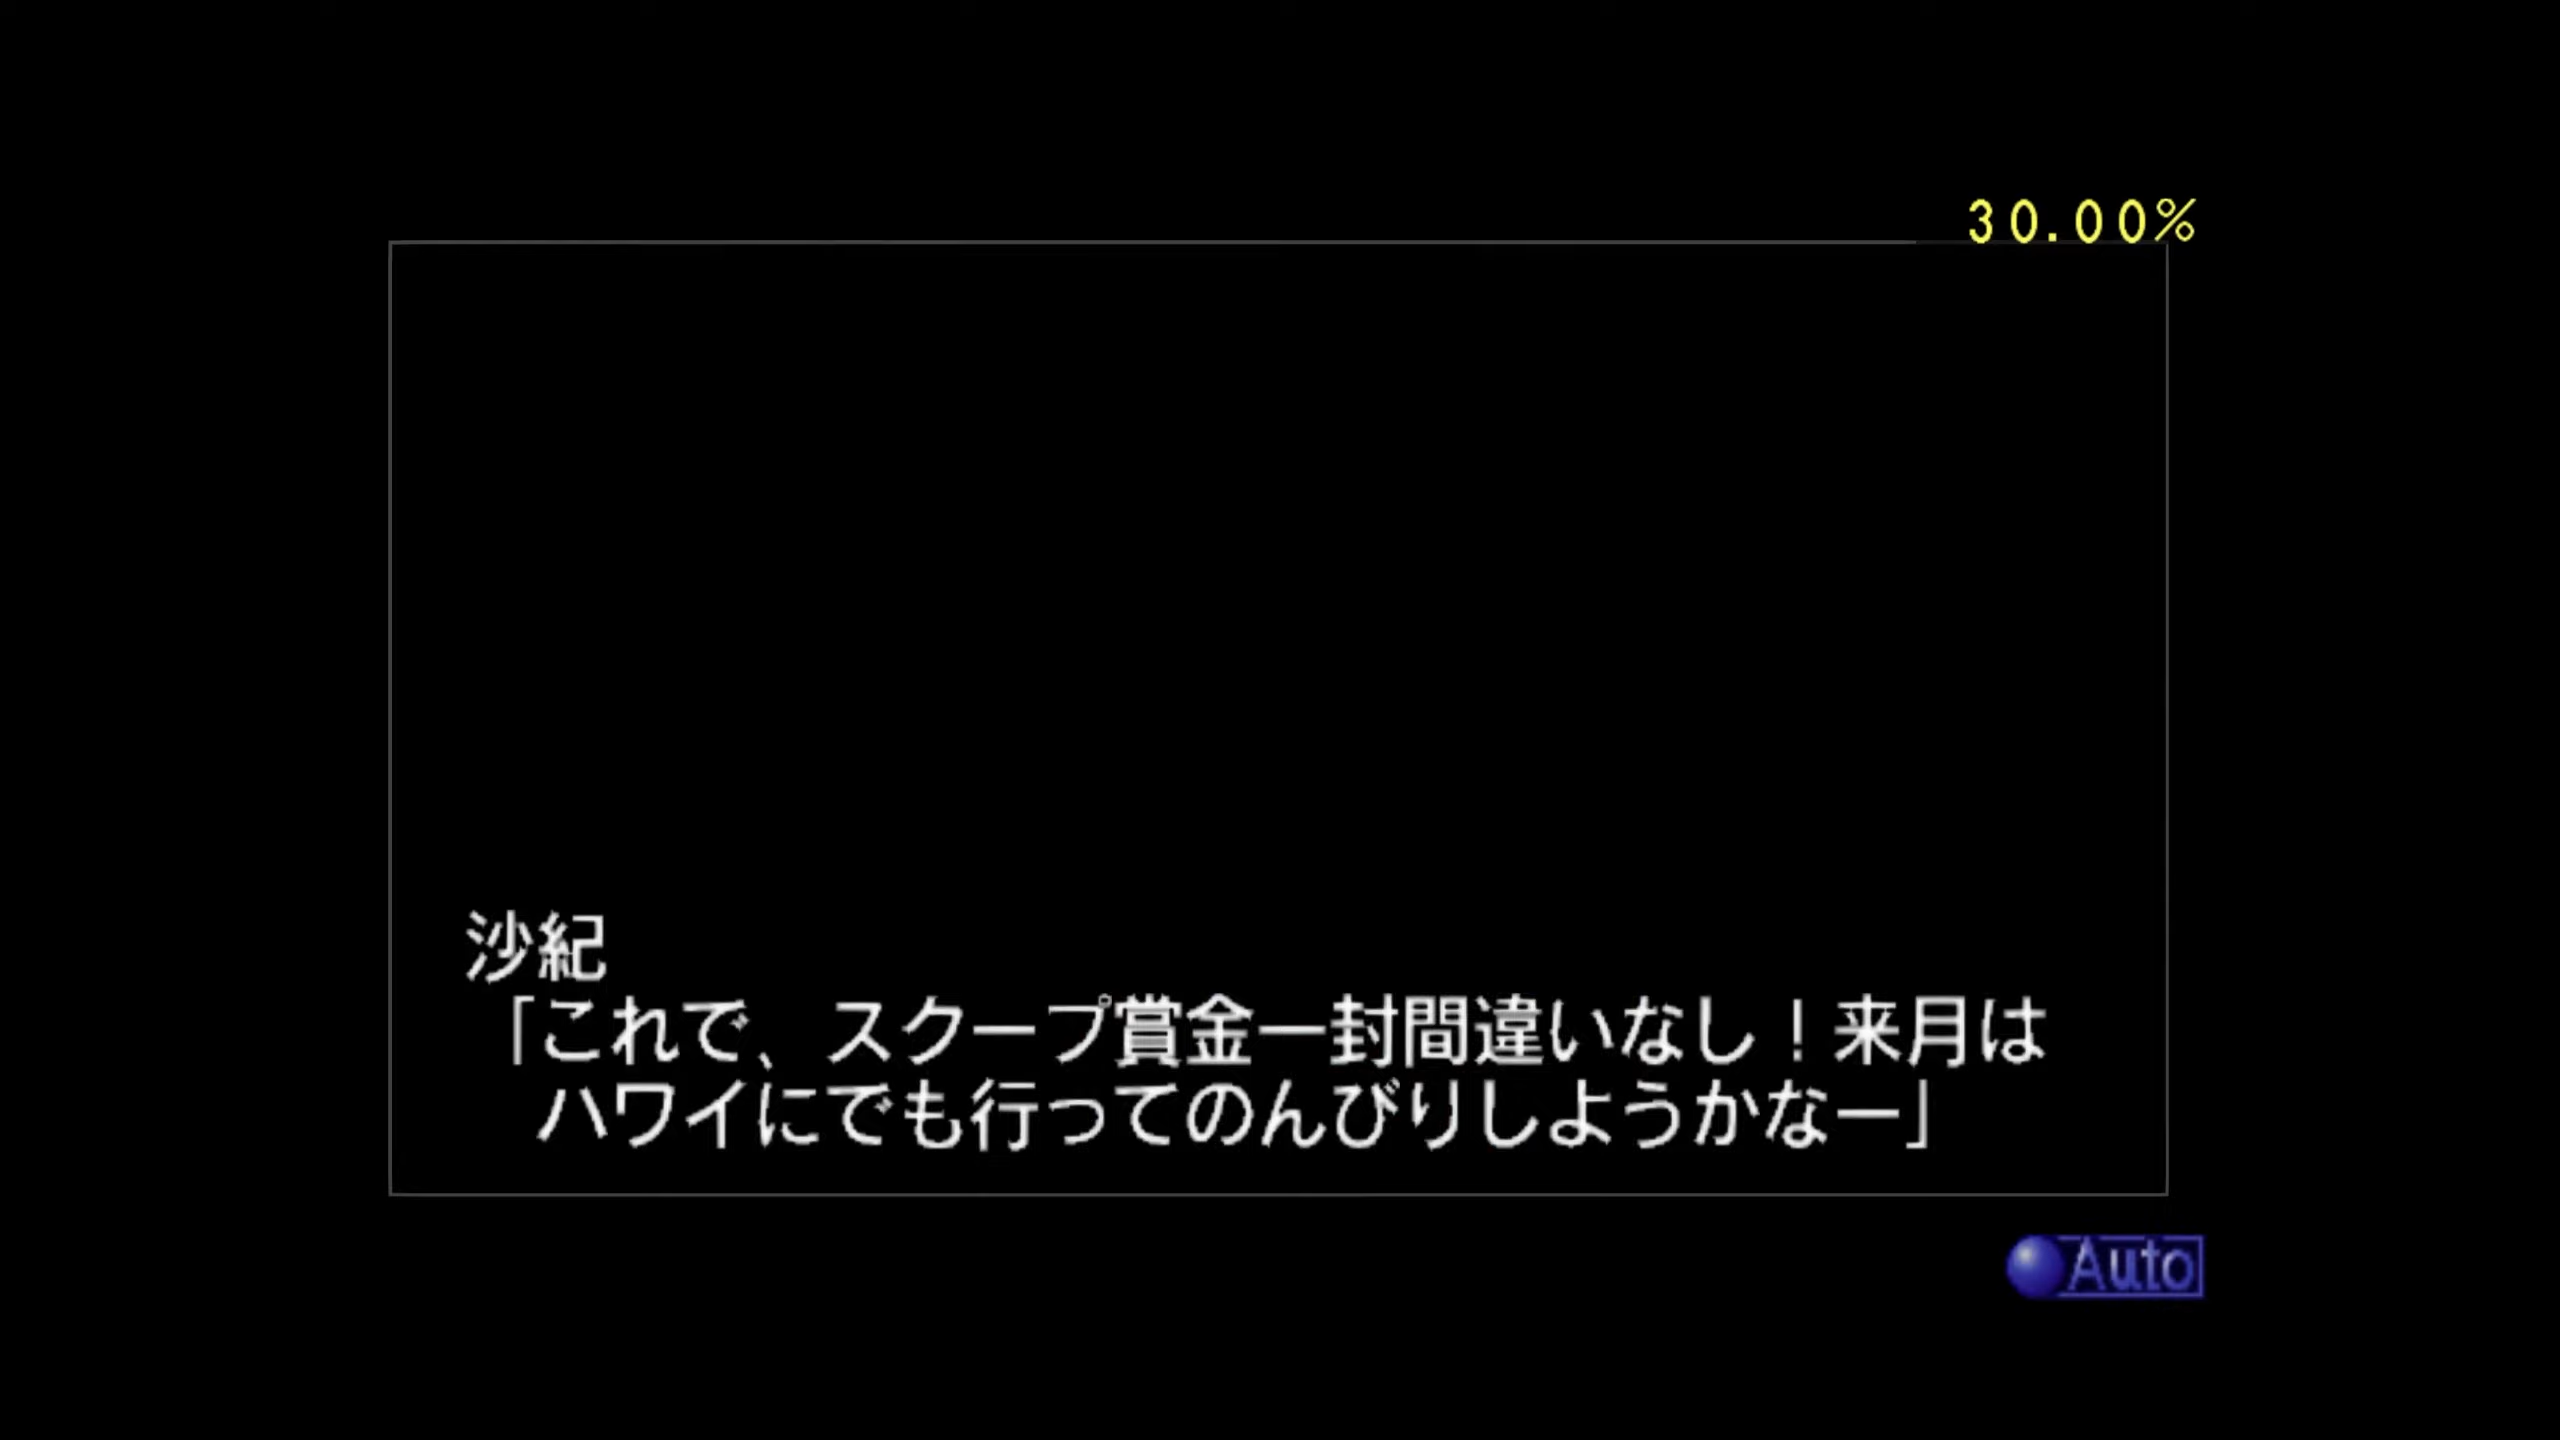 30.00%
沙紀
「これで、スクープ賞金一封間違いなし！来月は
ハワイにでも行ってのんびりしようかなー」
Auto